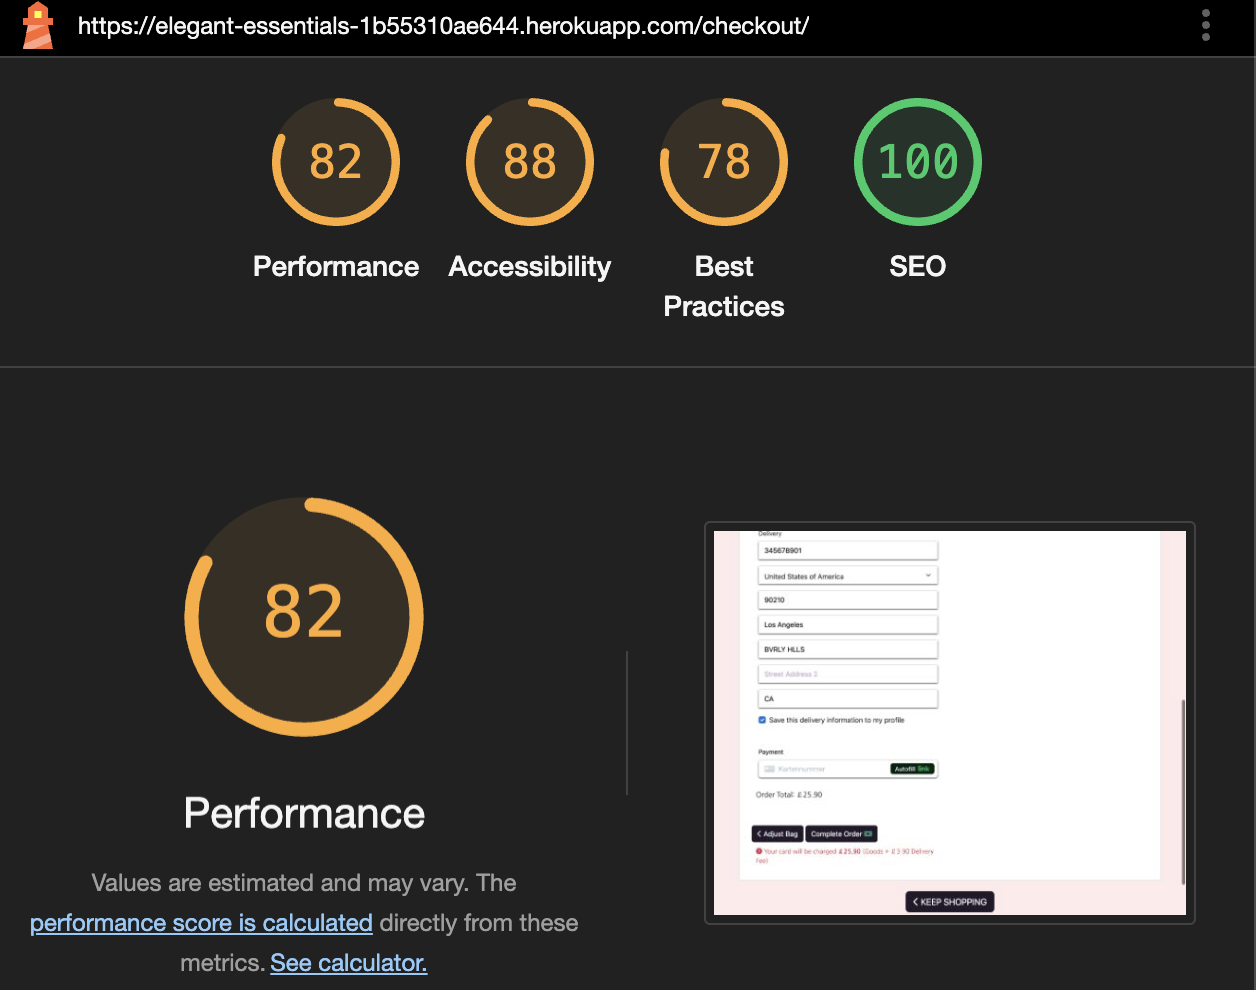 https://elegant-essentials-1b55310ae644.herokuapp.com/checkout/
82
88
78
100
Performance
Accessibility
Best
Practices
SEO
82
Performance
Values are estimated and may vary. The
performance score is calculated directly from these
metrics. See calculator.
Delivery
345678901
United States of America
90210
Los Angeles
BVRLY HLLS
Street Address 2
CA
Save this delivery information to my profile
Payment
Kartennummer
Autofill link
Order Total: £25.90
Adjust Bag
Complete Order
Your card will be charged £25.90 (Goods + £5.90 Delivery
Fee)
KEEP SHOPPING